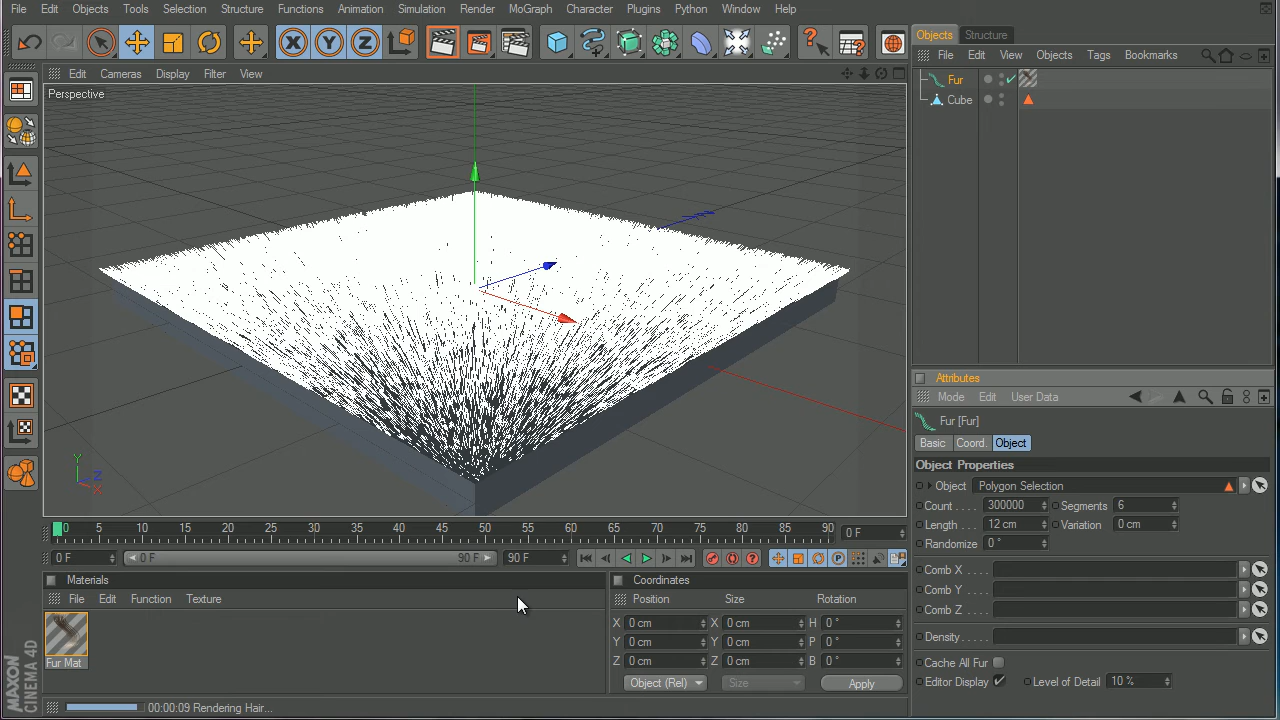 File Edit Objects Tools Selection Structure Functions Animation Simulation Render MoGraph Character Plugins Python Window Help
X Y Z
Edit Cameras Display Filter View
Perspective
Y
Z
X
0 5 10 15 20 25 30 35 40 45 50 55 60 65 70 75 80 85 90 0 F
0 F 0 F 90 F 90 F P
Materials
File Edit Function Texture
Fur Mat
Coordinates
Position Size Rotation
X 0 cm X 0 cm H 0 °
Y 0 cm Y 0 cm P 0 °
Z 0 cm Z 0 cm B 0 °
Object (Rel) Size Apply
MAXON
CINEMA 4D
00:00:09 Rendering Hair...
Objects Structure
File Edit View Objects Tags Bookmarks
Fur
Cube
Attributes
Mode Edit User Data
Fur [Fur]
Basic Coord. Object
Object Properties
Object Polygon Selection
Count . . . . 300000 Segments 6
Length . . . 12 cm Variation 0 cm
Randomize 0 °
Comb X . . . .
Comb Y . . . .
Comb Z . . . .
Density. . . . .
Cache All Fur
Editor Display Level of Detail 10 %